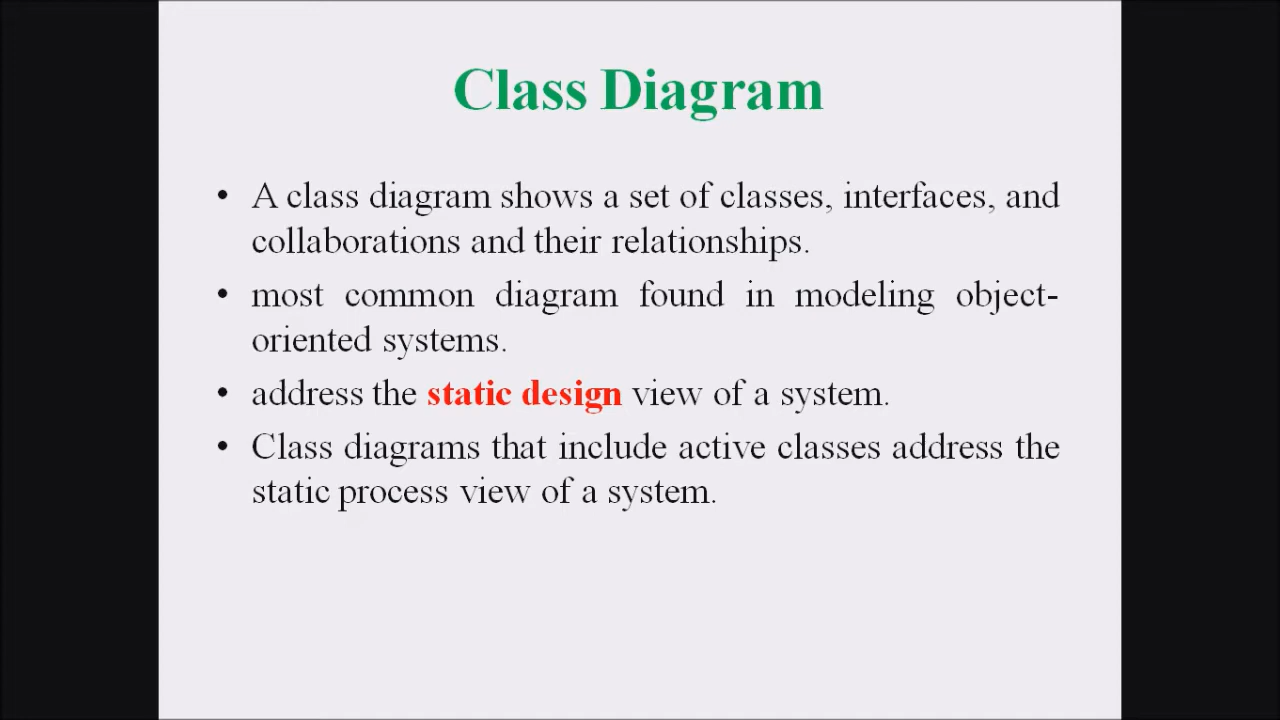 Class Diagram
• A class diagram shows a set of classes, interfaces, and
collaborations and their relationships.
• most common diagram found in modeling object-
oriented systems.
• address the static design view of a system.
• Class diagrams that include active classes address the
static process view of a system.